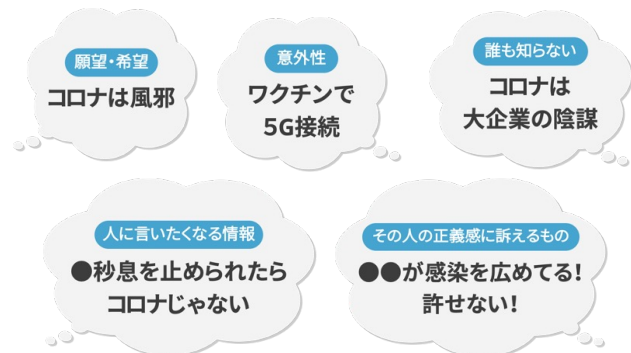 願望・希望
コロナは風邪
意外性
ワクチンで
5G接続
誰も知らない
コロナは
大企業の陰謀
人に言いたくなる情報
●秒息を止められたら
コロナじゃない
その人の正義感に訴えるもの
●●が感染を広めてる!
許せない!